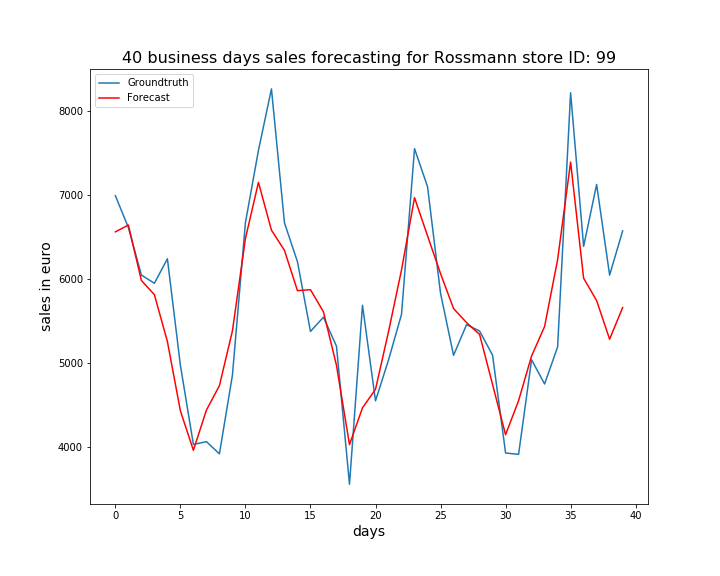 40 business days sales forecasting for Rossmann store ID: 99
Groundtruth
Forecast
sales in euro
8000
7000
6000
5000
4000
0 5 10 15 20 25 30 35 40
days